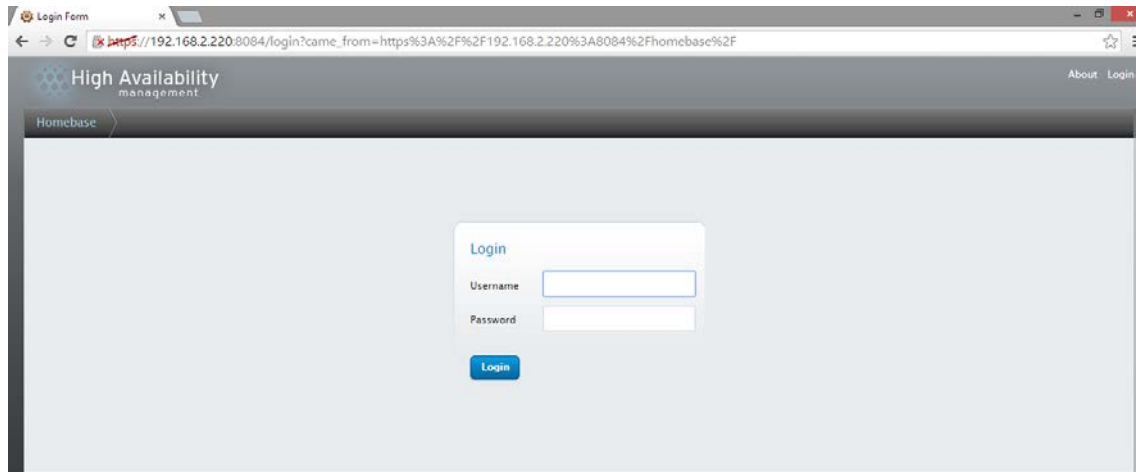 Login Form
https://192.168.2.220:8084/login?came_from=https%3A%2F%2F192.168.2.220%3A8084%2Fhomebase%2F
High Availability
management
About Login
Homebase
Login
Username
Password
Login